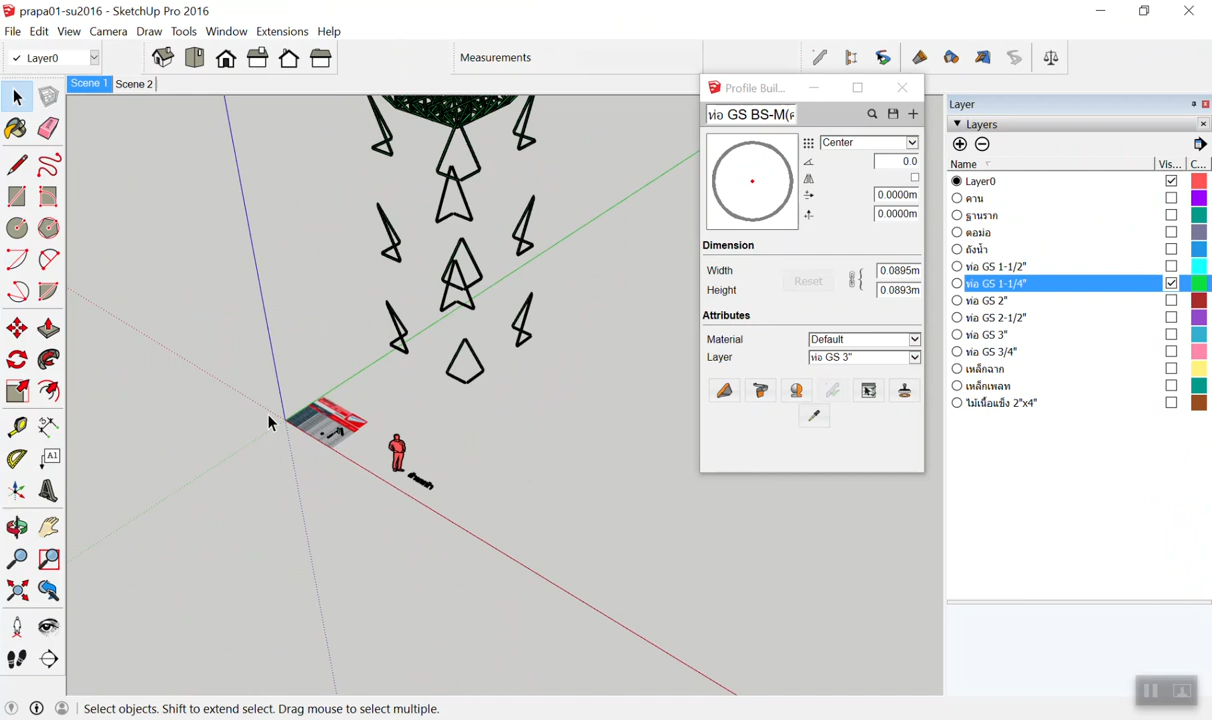 prapa01-su2016 - SketchUp Pro 2016
File Edit View Camera Draw Tools Window Extensions Help
Layer0
Measurements
Scene 1 Scene 2
Profile Buil...
ท่อ GS BS-M(ค
Center
0.0
0.0000m
0.0000m
Dimension
Width 0.0895m
Reset
Height 0.0893m
Attributes
Material Default
Layer ท่อ GS 3"
Layer
Layers
Name Vis... C...
Layer0
คาน
ฐานราก
ตอม่อ
ถังน้ำ
ท่อ GS 1-1/2"
ท่อ GS 1-1/4"
ท่อ GS 2"
ท่อ GS 2-1/2"
ท่อ GS 3"
ท่อ GS 3/4"
เหล็กฉาก
เหล็กเพลท
ไม้เนื้อแข็ง 2"x4"
A1
Select objects. Shift to extend select. Drag mouse to select multiple.